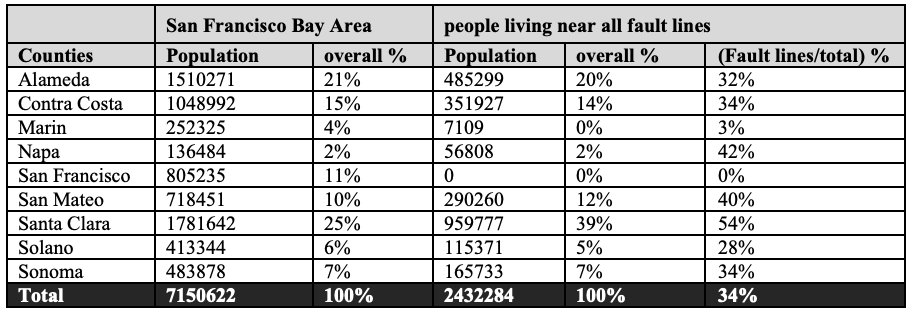 San Francisco Bay Area people living near all fault lines
Counties Population overall % Population overall % (Fault lines/total) %
Alameda 1510271 21% 485299 20% 32%
Contra Costa 1048992 15% 351927 14% 34%
Marin 252325 4% 7109 0% 3%
Napa 136484 2% 56808 2% 42%
San Francisco 805235 11% 0 0% 0%
San Mateo 718451 10% 290260 12% 40%
Santa Clara 1781642 25% 959777 39% 54%
Solano 413344 6% 115371 5% 28%
Sonoma 483878 7% 165733 7% 34%
Total 7150622 100% 2432284 100% 34%